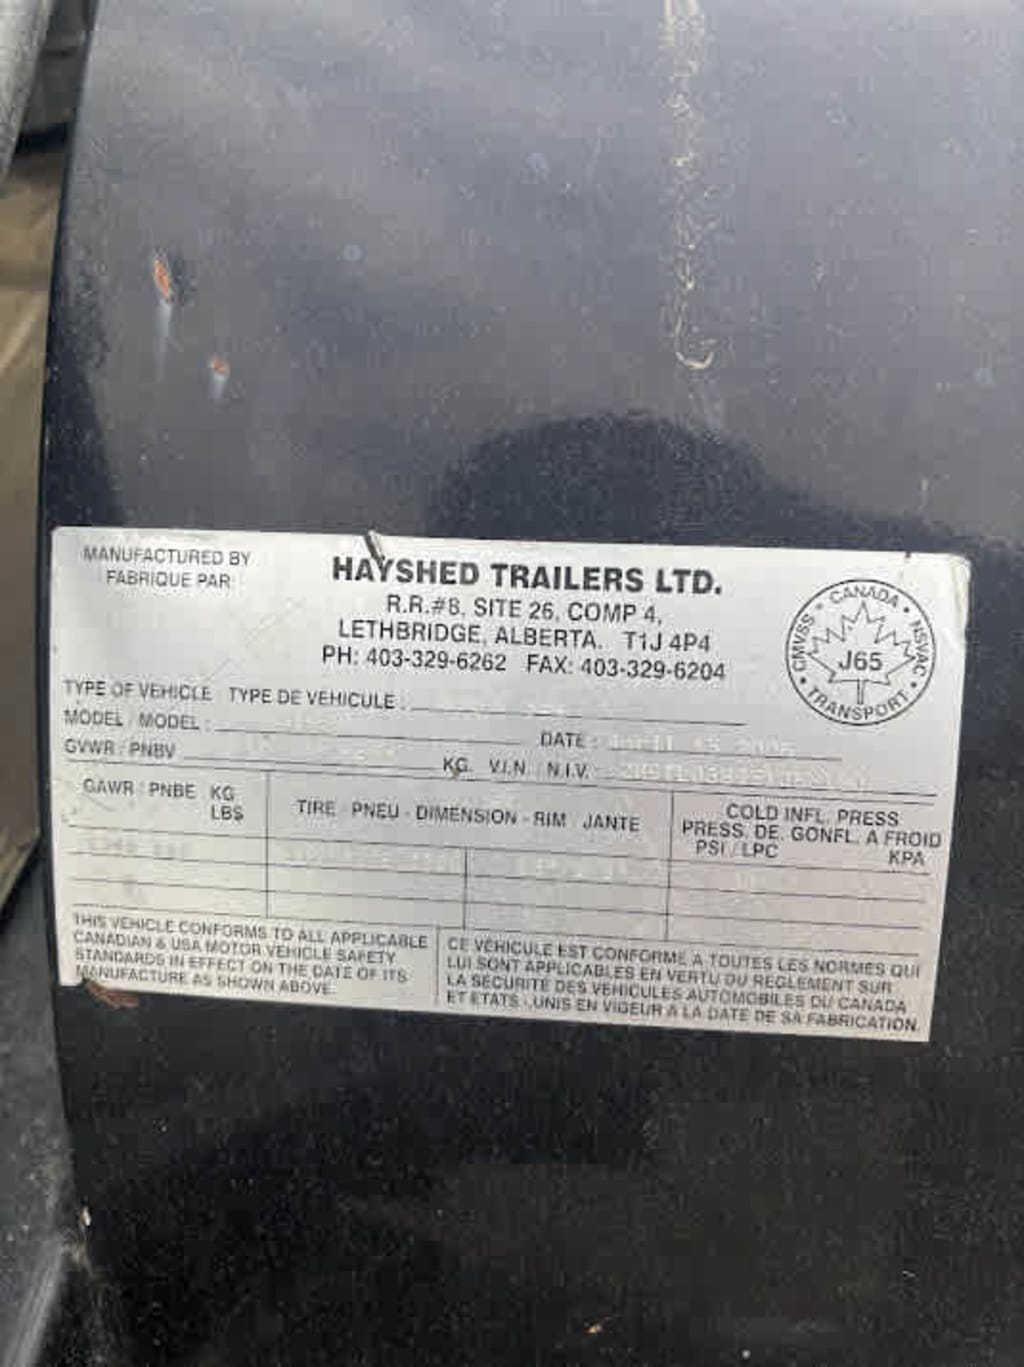 MANUFACTURED BY
FABRIQUE PAR:
HAYSHED TRAILERS LTD.
R.R.#8, SITE 26, COMP 4,
LETHBRIDGE, ALBERTA. T1J 4P4
PH: 403-329-6262 FAX: 403-329-6204
CANADA • NSVAC • TRANSPORT • CMVSS •
J65
TYPE OF VEHICLE TYPE DE VEHICULE :
MODEL / MODEL :
DATE :
GVWR / PNBV KG. V.I.N. / N.I.V.:
GAWR / PNBE KG
LBS
TIRE / PNEU - DIMENSION - RIM / JANTE
COLD INFL. PRESS
PRESS. DE. GONFL. A FROID
PSI / LPC KPA
THIS VEHICLE CONFORMS TO ALL APPLICABLE
CANADIAN & USA MOTOR VEHICLE SAFETY
STANDARDS IN EFFECT ON THE DATE OF ITS
MANUFACTURE AS SHOWN ABOVE.
CE VEHICULE EST CONFORME A TOUTES LES NORMES QUI
LUI SONT APPLICABLES EN VERTU DU REGLEMENT SUR
LA SECURITE DES VEHICULES AUTOMOBILES DU CANADA
ET ETATS - UNIS EN VIGEUR A LA DATE DE SA FABRICATION.